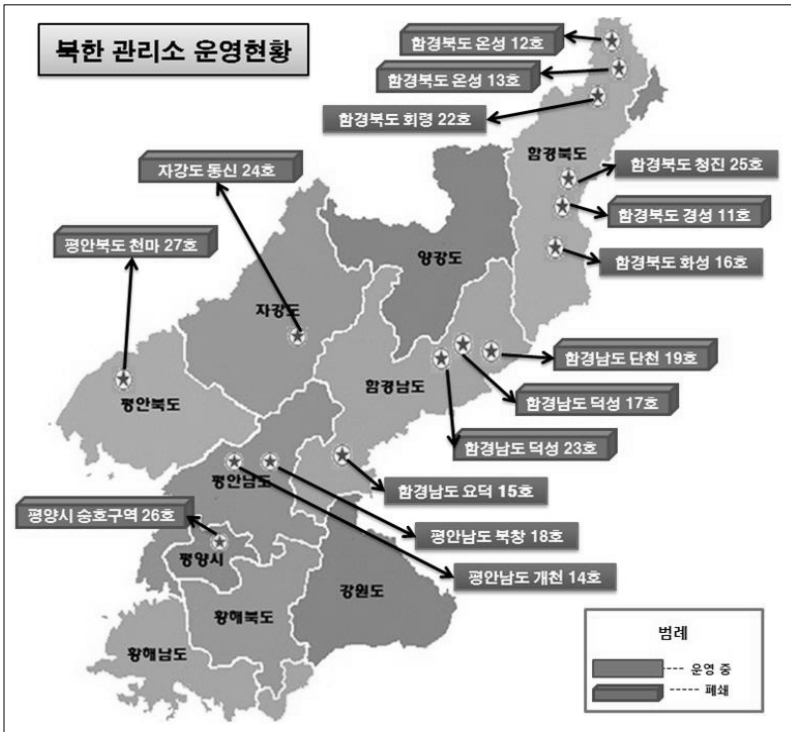 북한 관리소 운영현황
함경북도 온성 12호
함경북도 온성 13호
함경북도 회령 22호
함경북도
자강도 동신 24호
함경북도 청진 25호
함경북도 경성 11호
평안북도 천마 27호
양강도
함경북도 화성 16호
자강도
함경남도
함경남도 단천 19호
평안북도
함경남도 덕성 17호
함경남도 덕성 23호
평안남도
함경남도 요덕 15호
평양시 승호구역 26호
평안남도 북창 18호
평양시
평안남도 개천 14호
강원도
황해북도
황해남도
범례
운영 중
폐쇄